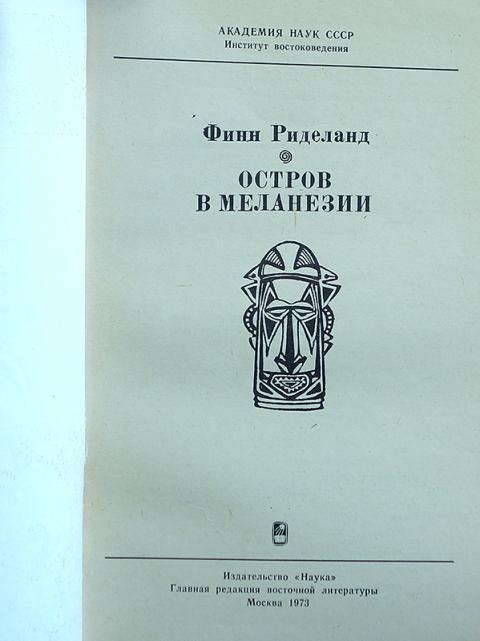 АКАДЕМИЯ НАУК СССР
Институт востоковедения
Финн Риделанд
ОСТРОВ
В МЕЛАНЕЗИИ
Издательство «Наука»
Главная редакция восточной литературы
Москва 1973